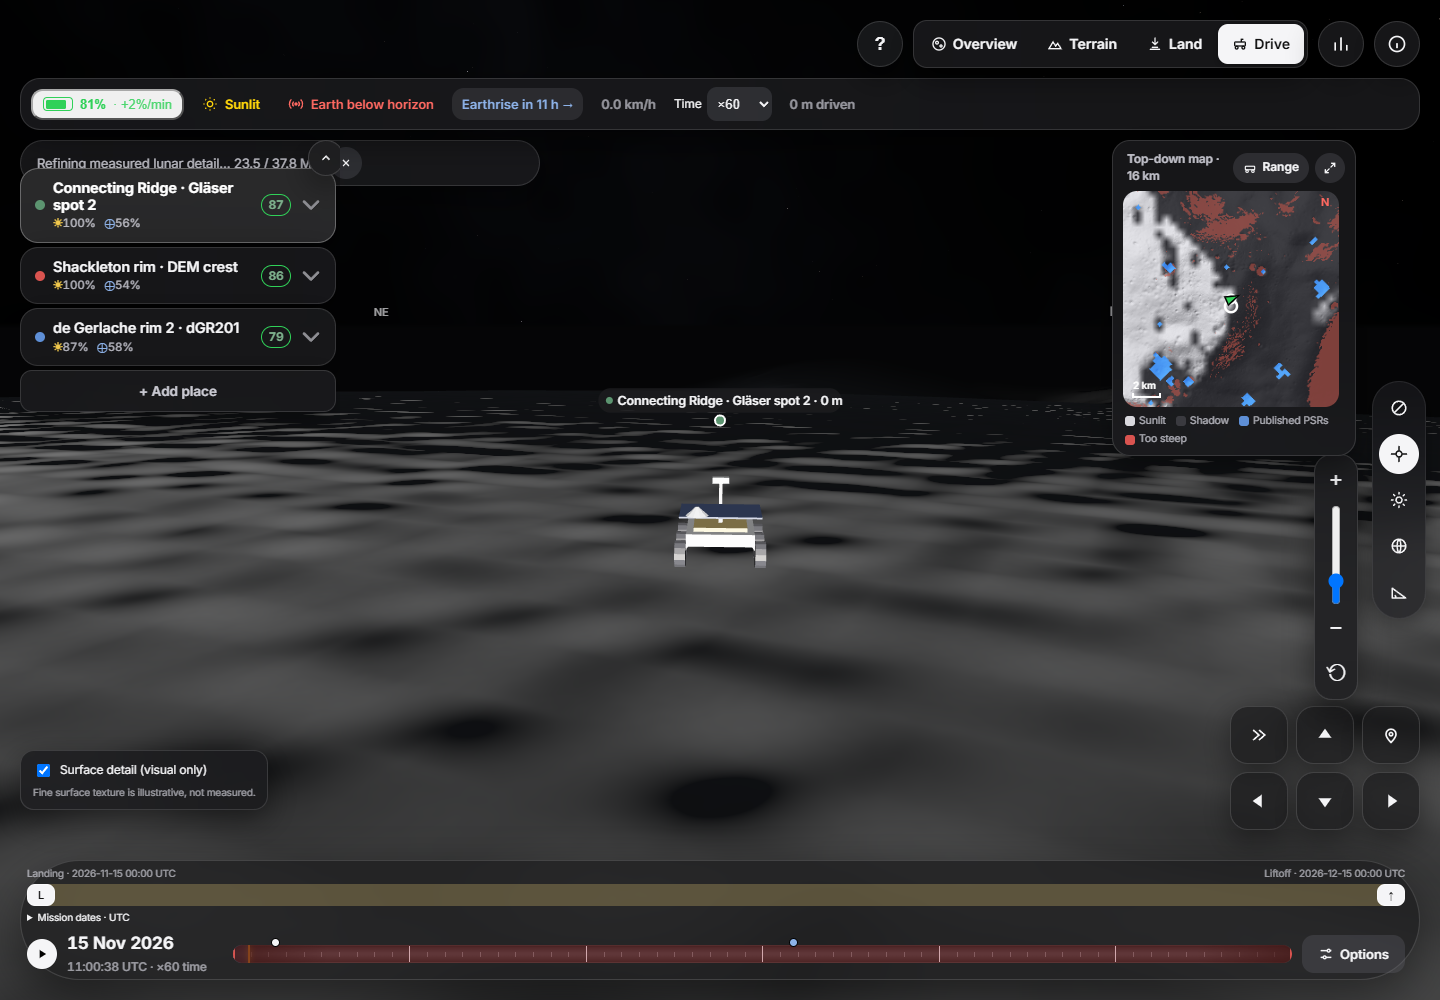 ?
Overview
Terrain
Land
Drive
81% · +2%/min
Sunlit
Earth below horizon
Earthrise in 11 h →
0.0 km/h
Time
×60
0 m driven
Refining measured lunar detail... 23.5 / 37.8 M
Connecting Ridge · Gläser
spot 2
100% 56%
87
Shackleton rim · DEM crest
100% 54%
86
de Gerlache rim 2 · dGR201
87% 58%
79
+ Add place
NE
Connecting Ridge · Gläser spot 2 · 0 m
Top-down map ·
16 km
Range
N
2 km
Sunlit
Shadow
Published PSRs
Too steep
Surface detail (visual only)
Fine surface texture is illustrative, not measured.
Landing · 2026-11-15 00:00 UTC
Liftoff · 2026-12-15 00:00 UTC
L
↑
Mission dates · UTC
15 Nov 2026
11:00:38 UTC · ×60 time
Options